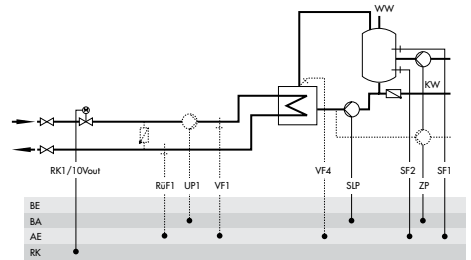 WW
KW
RK1/10Vout
RüF1
UP1
VF1
VF4
SLP
SF2
ZP
SF1
BE
BA
AE
RK